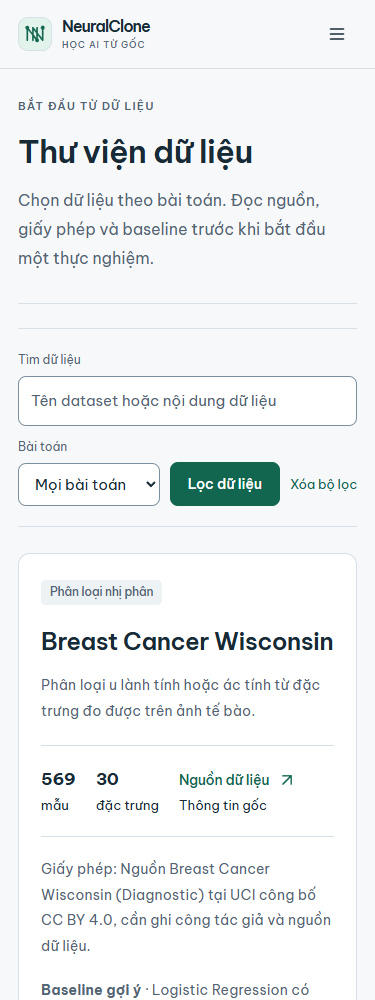 NeuralClone
HỌC AI TỪ GỐC
BẮT ĐẦU TỪ DỮ LIỆU
Thư viện dữ liệu
Chọn dữ liệu theo bài toán. Đọc nguồn,
giấy phép và baseline trước khi bắt đầu
một thực nghiệm.
Tìm dữ liệu
Tên dataset hoặc nội dung dữ liệu
Bài toán
Mọi bài toán
Lọc dữ liệu
Xóa bộ lọc
Phân loại nhị phân
Breast Cancer Wisconsin
Phân loại u lành tính hoặc ác tính từ đặc
trưng đo được trên ảnh tế bào.
569 30 Nguồn dữ liệu
mẫu đặc trưng Thông tin gốc
Giấy phép: Nguồn Breast Cancer
Wisconsin (Diagnostic) tại UCI công bố
CC BY 4.0, cần ghi công tác giả và nguồn
dữ liệu.
Baseline gợi ý · Logistic Regression có